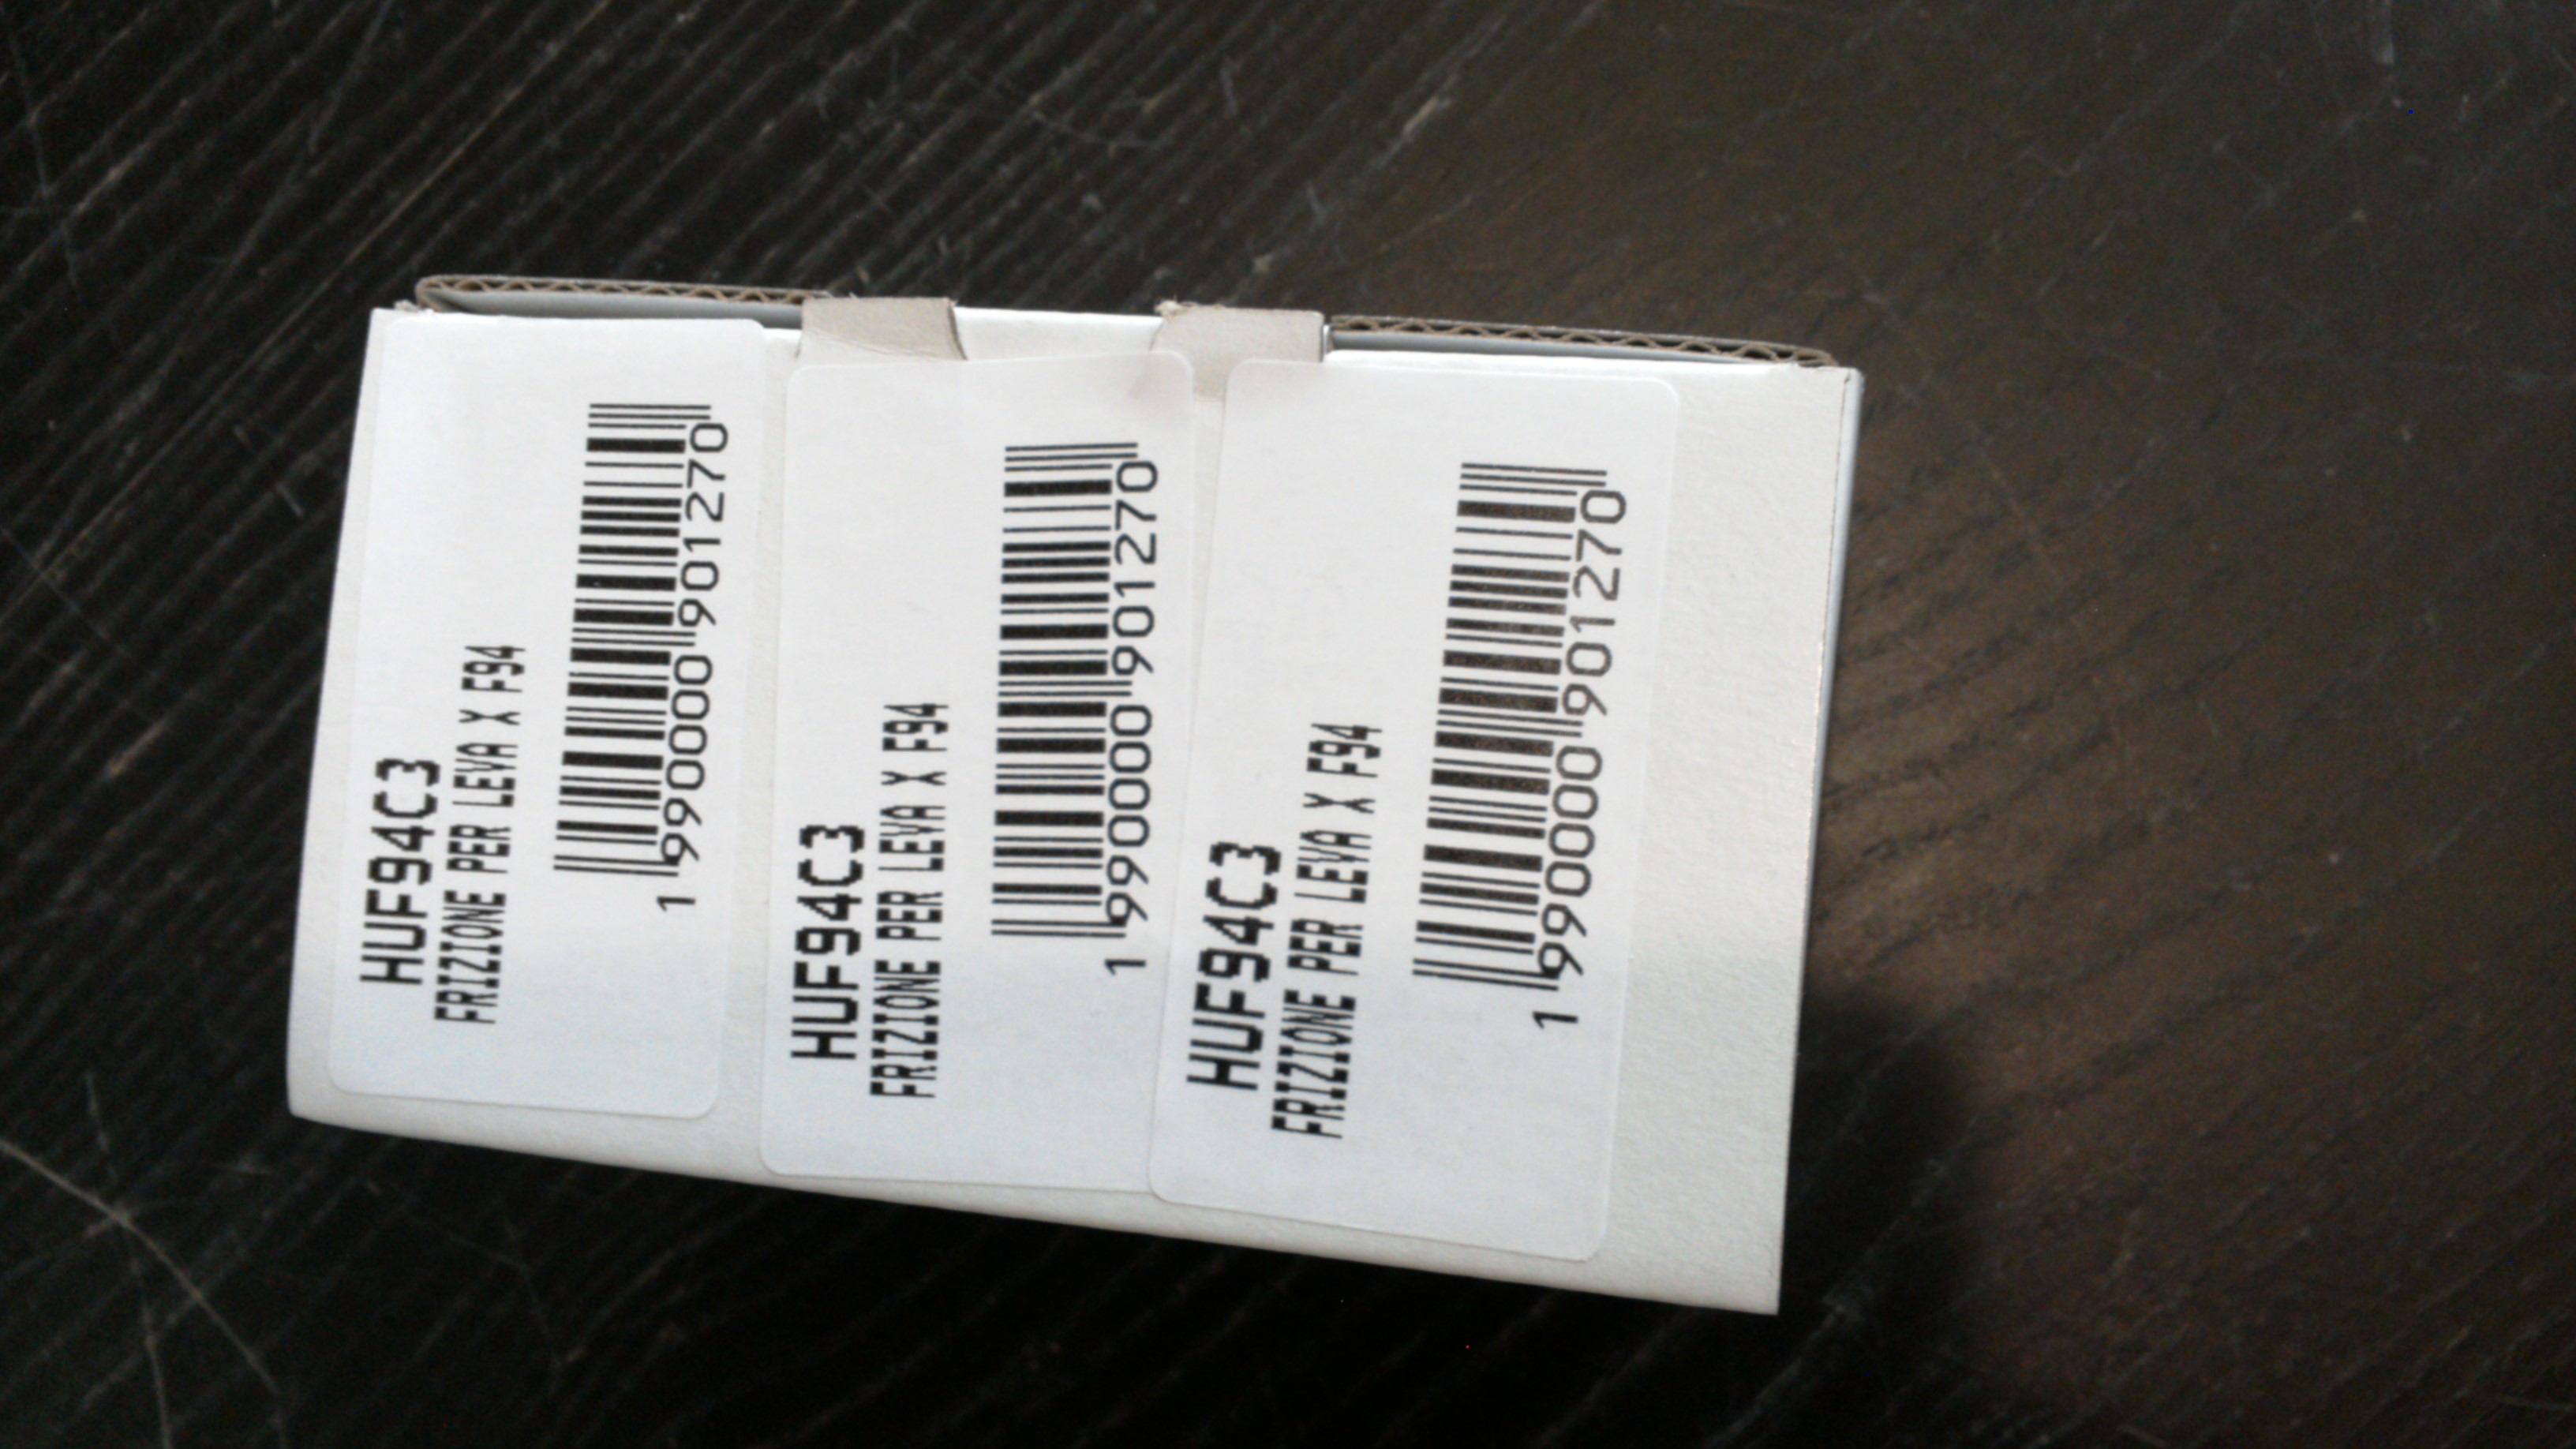 HUF94C3
FRIZIONE PER LEVA X F94
1 990000 901270
HUF94C3
FRIZIONE PER LEVA X F94
1 990000 901270
HUF94C3
FRIZIONE PER LEVA X F94
1 990000 901270